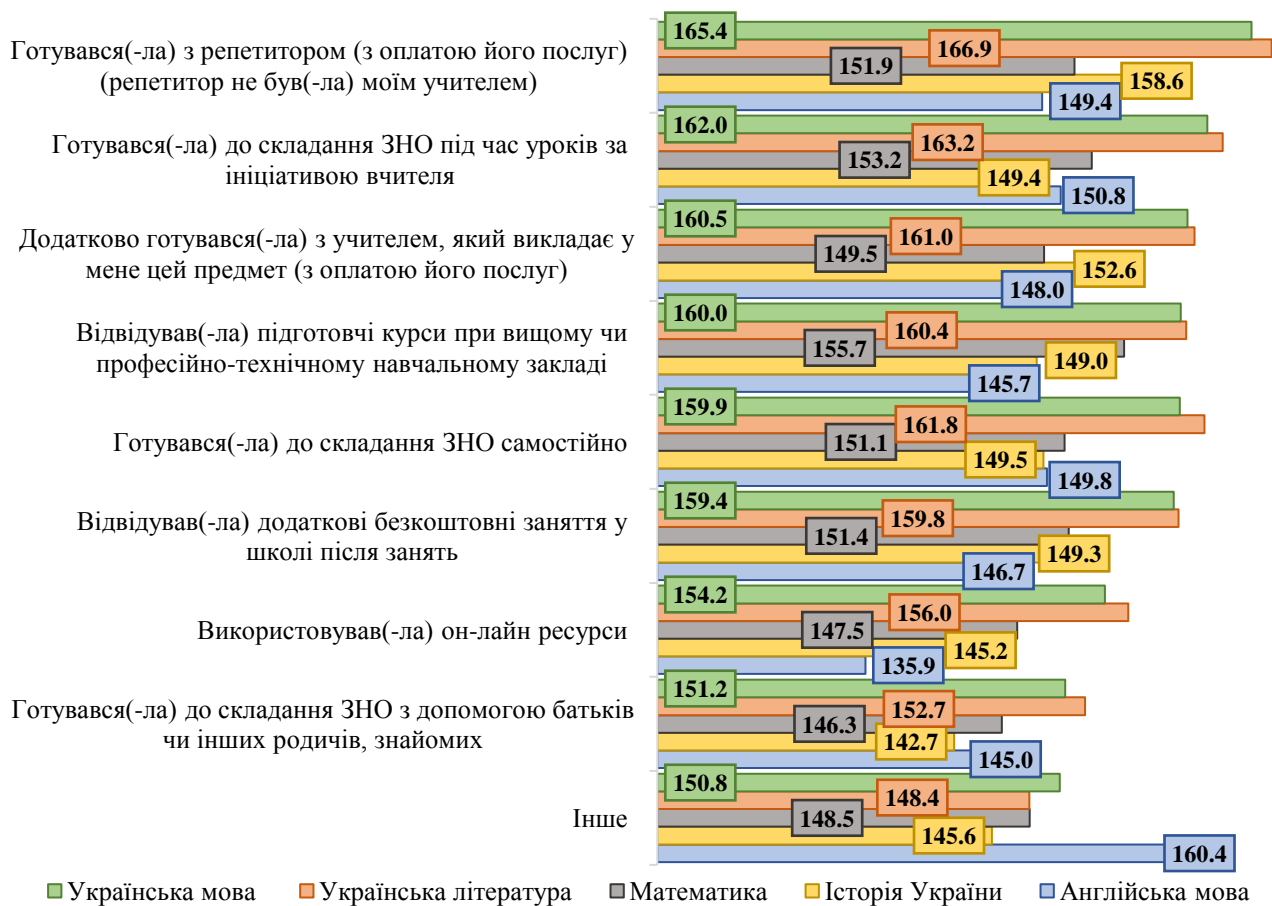 Готувався(-ла) з репетитором (з оплатою його послуг)
(репетитор не був(-ла) моїм учителем)
165.4
166.9
151.9
158.6
149.4
Готувався(-ла) до складання ЗНО під час уроків за
ініціативою вчителя
162.0
163.2
153.2
149.4
150.8
Додатково готувався(-ла) з учителем, який викладає у
мене цей предмет (з оплатою його послуг)
160.5
161.0
149.5
152.6
148.0
Відвідував(-ла) підготовчі курси при вищому чи
професійно-технічному навчальному закладі
160.0
160.4
155.7
149.0
145.7
Готувався(-ла) до складання ЗНО самостійно
159.9
161.8
151.1
149.5
149.8
Відвідував(-ла) додаткові безкоштовні заняття у
школі після занять
159.4
159.8
151.4
149.3
146.7
Використовував(-ла) он-лайн ресурси
154.2
156.0
147.5
145.2
135.9
Готувався(-ла) до складання ЗНО з допомогою батьків
чи інших родичів, знайомих
151.2
152.7
146.3
142.7
145.0
Інше
150.8
148.4
148.5
145.6
160.4
Українська мова Українська література Математика Історія України Англійська мова